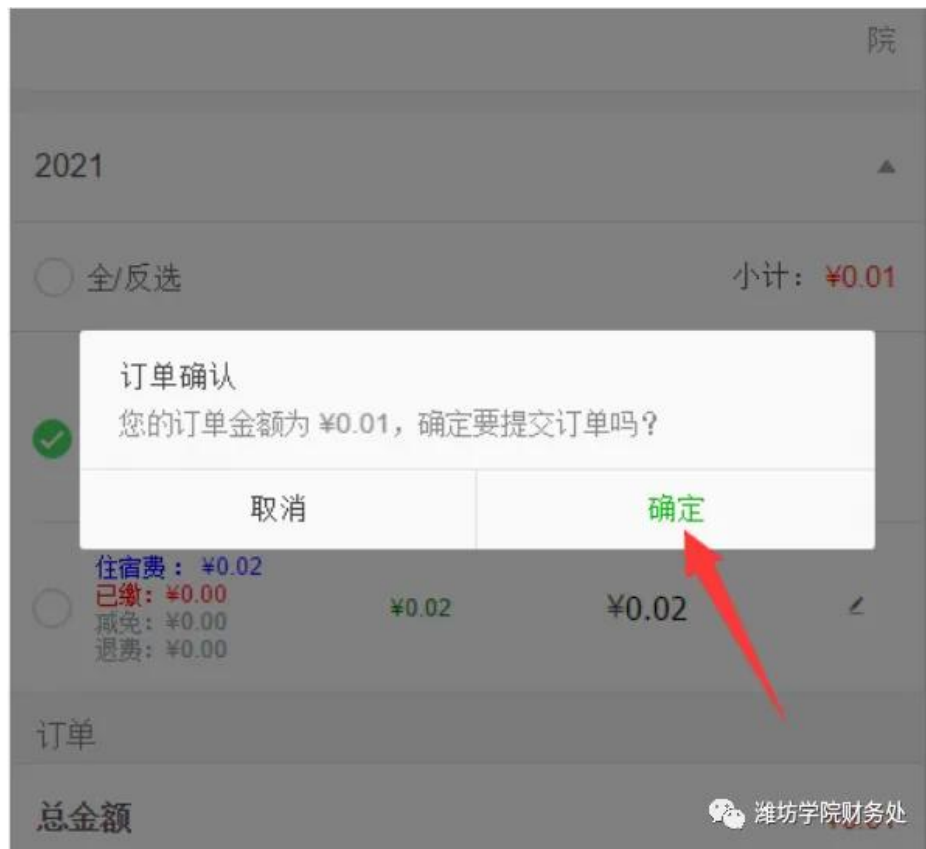 院
2021
全/反选
小计：¥0.01
订单确认
您的订单金额为 ¥0.01，确定要提交订单吗？
取消
确定
住宿费：¥0.02
已缴：¥0.00
减免：¥0.00
退费：¥0.00
¥0.02
¥0.02
订单
总金额
潍坊学院财务处